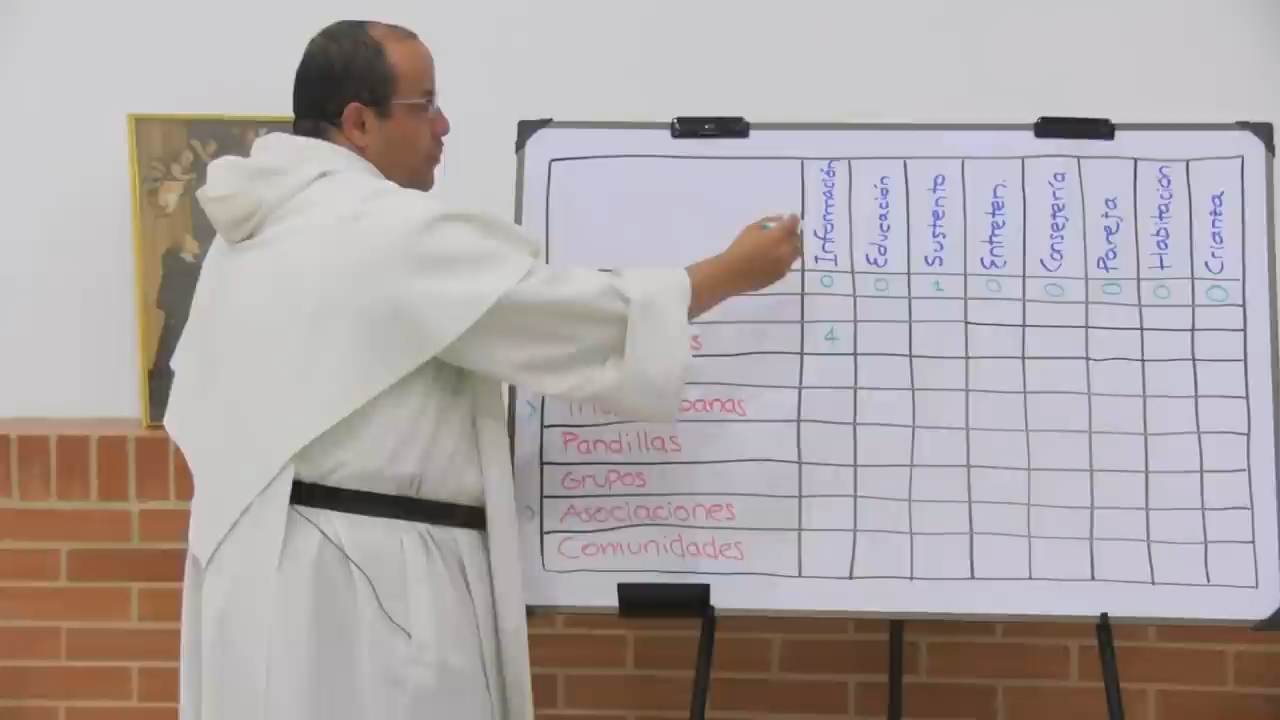 Información Educación Sustento Entreten. Consejería Pareja Habitación Crianza
0 0 P 0 0 0 0 0
s 4
banas
Pandillas
Grupos
Asociaciones
Comunidades